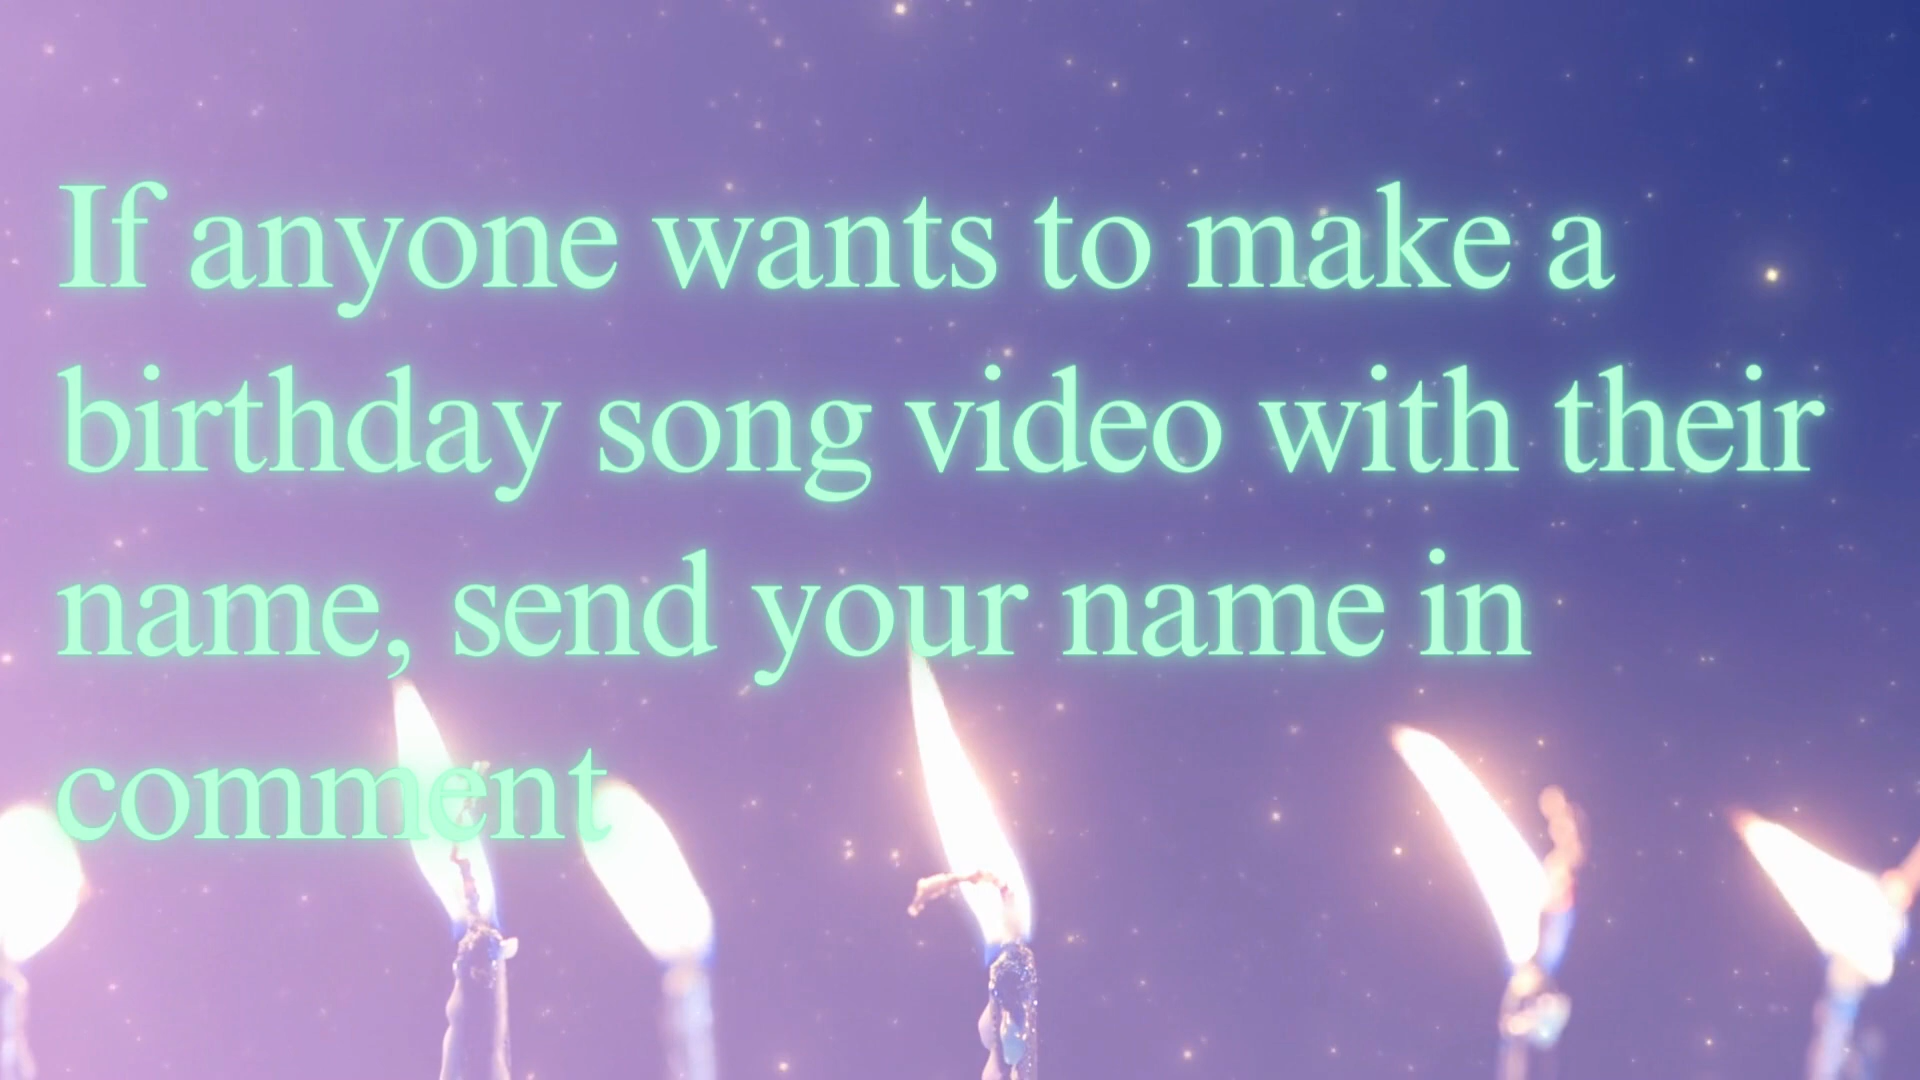 If anyone wants to make a
birthday song video with their
name, send your name in
comment